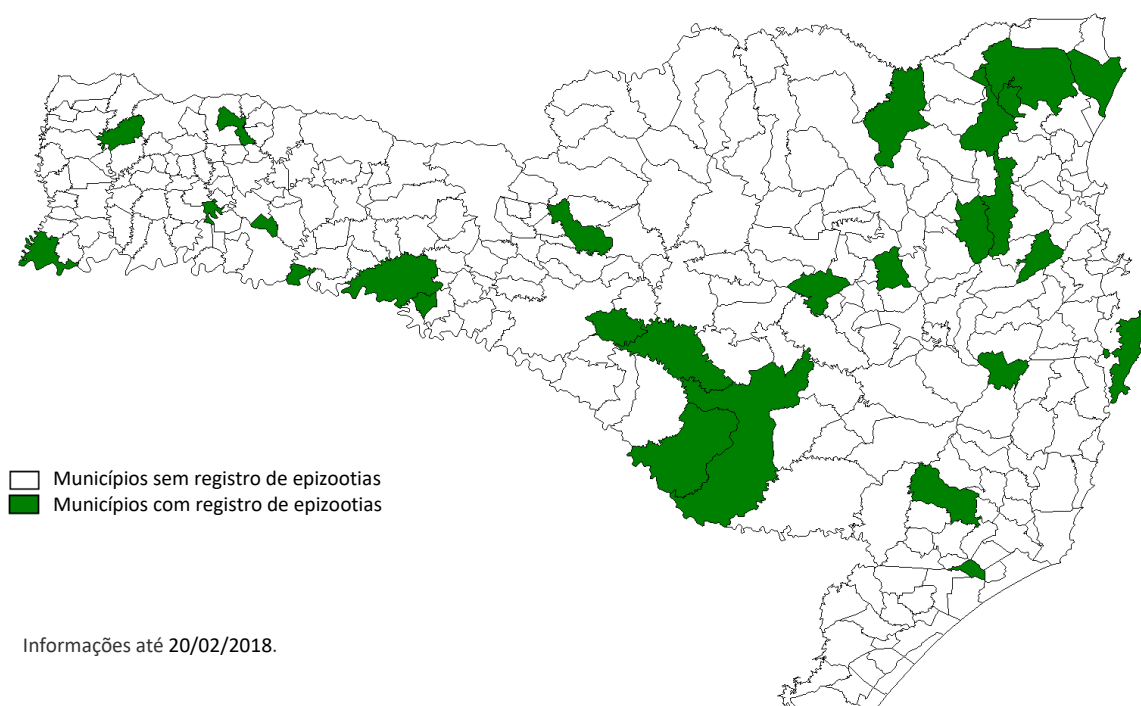 Municípios sem registro de epizootias
Municípios com registro de epizootias
Informações até 20/02/2018.